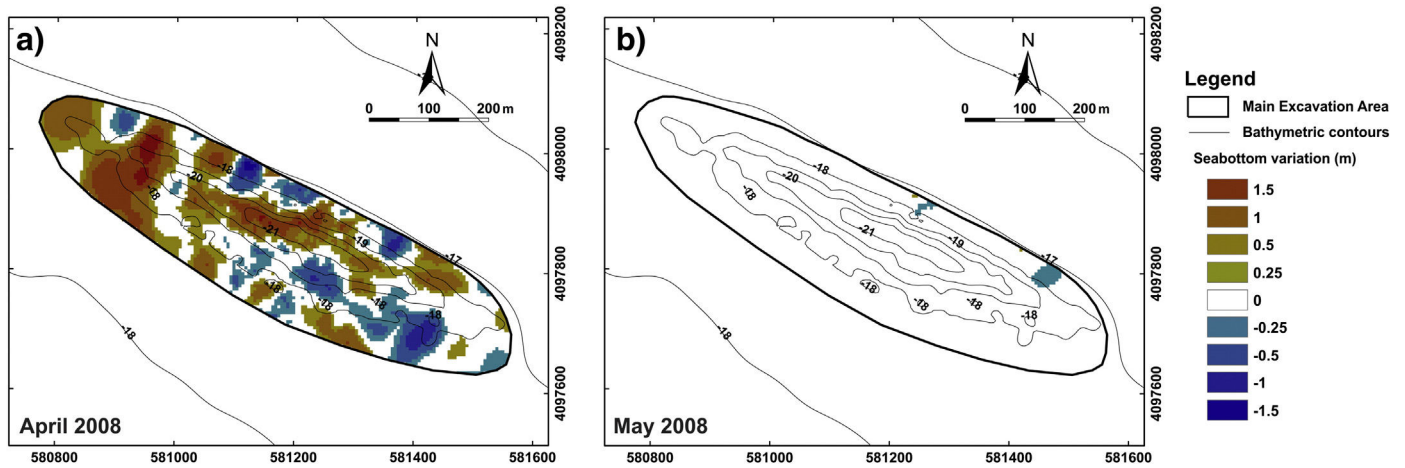 a)
N
0 100 200 m
-18
-20
-18
-21
-19
-17
-18
-18
-18
-18
-18
April 2008
580800 581000 581200 581400 581600
4098200
4098000
4097800
4097600
b)
N
0 100 200 m
-18
-20
-18
-21
-19
-17
-18
-18
-18
-18
-18
May 2008
580800 581000 581200 581400 581600
4098200
4098000
4097800
4097600
Legend
Main Excavation Area
Bathymetric contours
Seabottom variation (m)
1.5
1
0.5
0.25
0
-0.25
-0.5
-1
-1.5